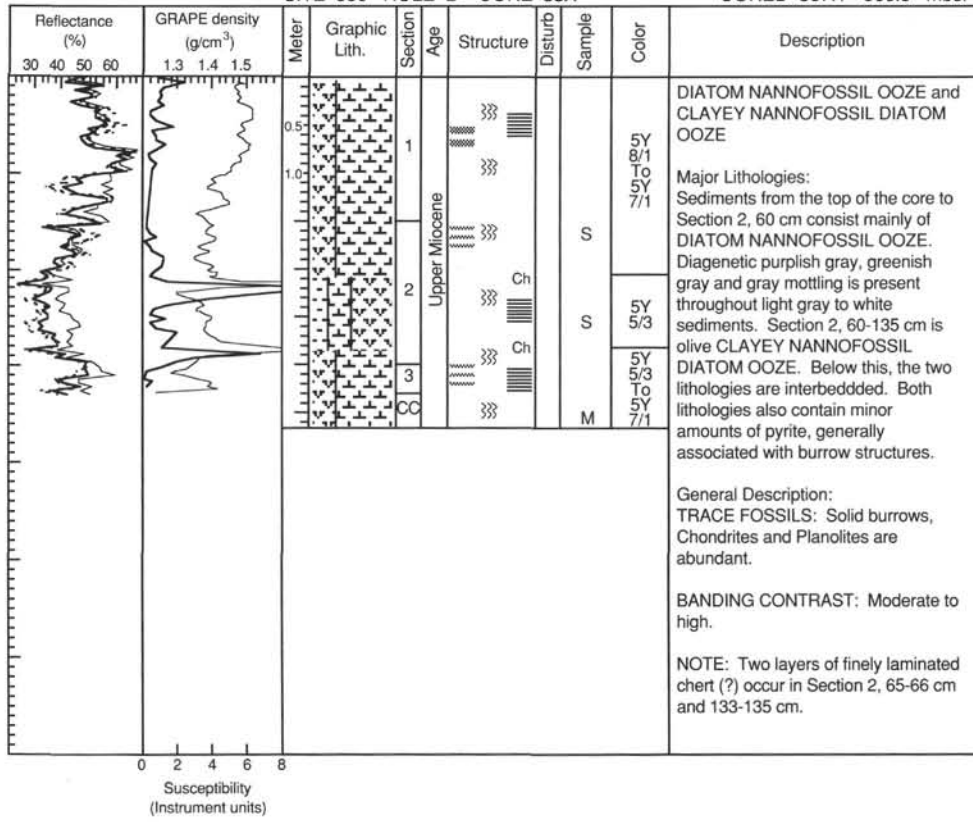 Reflectance
(%)
30 50 60
GRAPE density
(g/cm³)
1.3 1.4 1.5
Meter
Graphic
Lith.
Section
Age
Structure
Disturb
Sample
Color
Description
0.5
1.0
1
2
3
CC
Upper Miocene
Ch
Ch
S
S
M
5Y
8/1
To
5Y
7/1
5Y
5/3
5Y
5/3
To
5Y
7/1
DIATOM NANNOFOSSIL OOZE and
CLAYEY NANNOFOSSIL DIATOM
OOZE
Major Lithologies:
Sediments from the top of the core to
Section 2, 60 cm consist mainly of
DIATOM NANNOFOSSIL OOZE.
Diagenetic purplish gray, greenish
gray and gray mottling is present
throughout light gray to white
sediments. Section 2, 60-135 cm is
olive CLAYEY NANNOFOSSIL
DIATOM OOZE. Below this, the two
lithologies are interbeddded. Both
lithologies also contain minor
amounts of pyrite, generally
associated with burrow structures.
General Description:
TRACE FOSSILS: Solid burrows,
Chondrites and Planolites are
abundant.
BANDING CONTRAST: Moderate to
high.
NOTE: Two layers of finely laminated
chert (?) occur in Section 2, 65-66 cm
and 133-135 cm.
0 2 4 6 8
Susceptibility
(Instrument units)